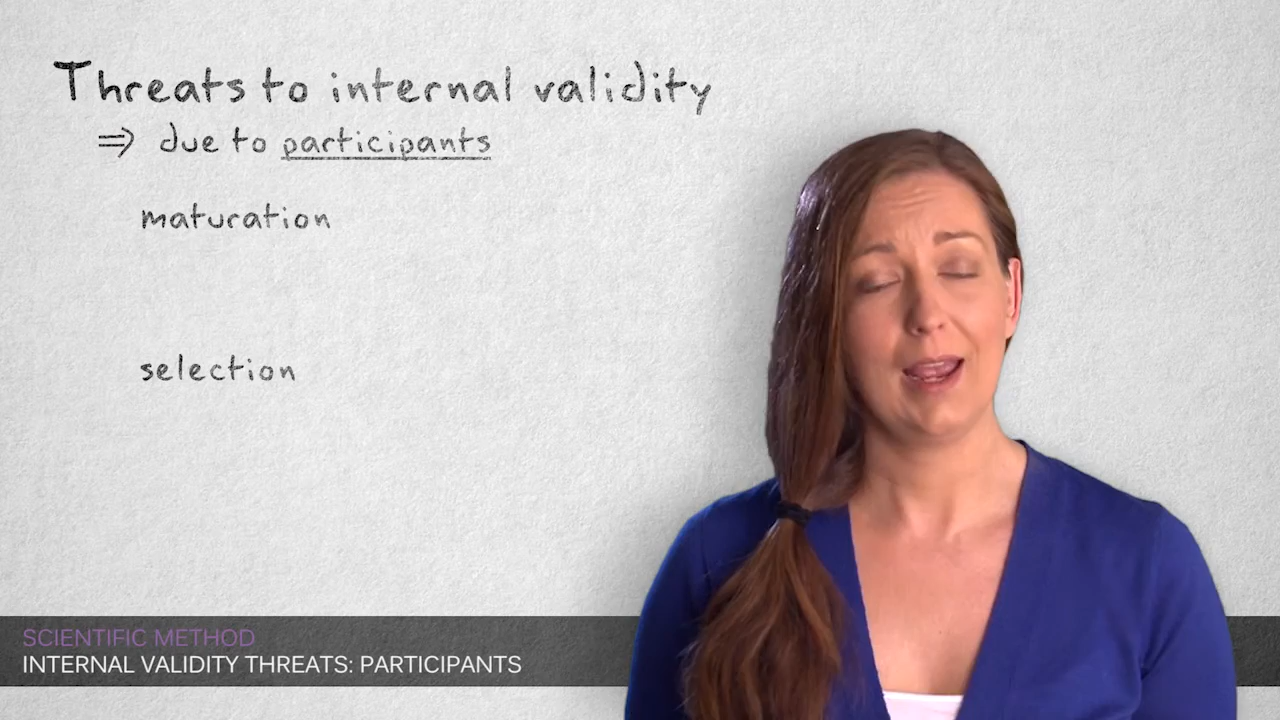 Threats to internal validity
⇒ due to participants
maturation
selection
SCIENTIFIC METHOD
INTERNAL VALIDITY THREATS: PARTICIPANTS